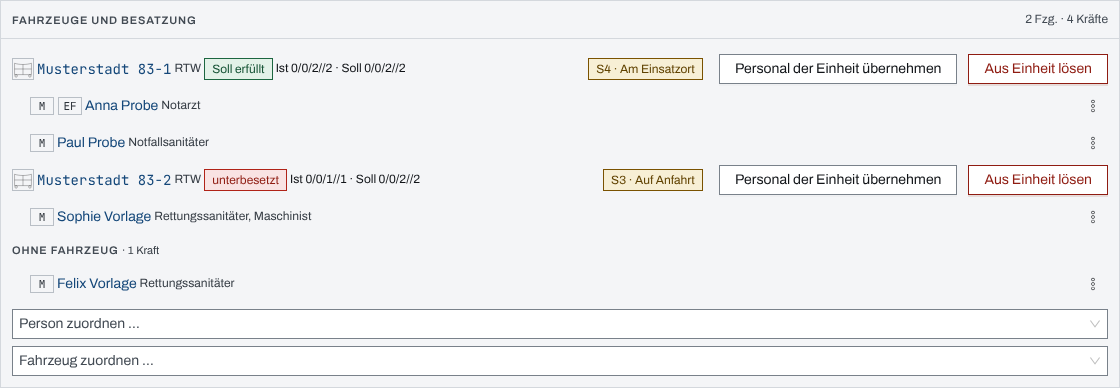 FAHRZEUGE UND BESATZUNG 2 Fzg. · 4 Kräfte
Musterstadt 83-1 RTW Soll erfüllt Ist 0/0/2//2 · Soll 0/0/2//2 S4 · Am Einsatzort Personal der Einheit übernehmen Aus Einheit lösen
M EF Anna Probe Notarzt
M Paul Probe Notfallsanitäter
Musterstadt 83-2 RTW unterbesetzt Ist 0/0/1//1 · Soll 0/0/2//2 S3 · Auf Anfahrt Personal der Einheit übernehmen Aus Einheit lösen
M Sophie Vorlage Rettungssanitäter, Maschinist
OHNE FAHRZEUG · 1 Kraft
M Felix Vorlage Rettungssanitäter
Person zuordnen ...
Fahrzeug zuordnen ...